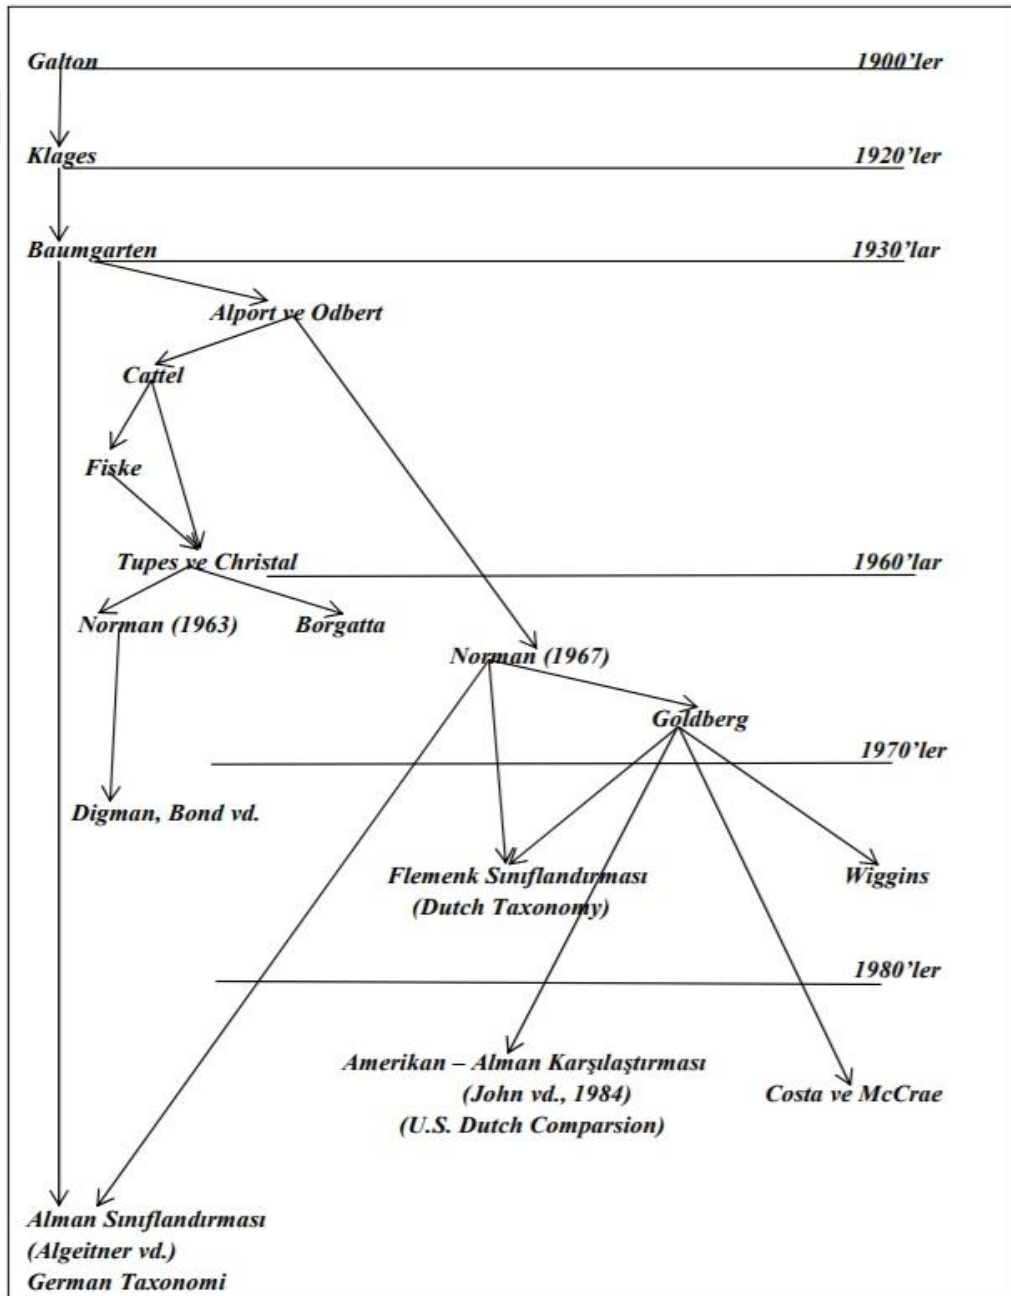 Galton
1900’ler
Klages
1920’ler
Baumgarten
1930’lar
Alport ve Odbert
Cattel
Fiske
Tupes ve Christal
1960’lar
Norman (1963)
Borgatta
Norman (1967)
Goldberg
1970’ler
Digman, Bond vd.
Flemenk Sınıflandırması
(Dutch Taxonomy)
Wiggins
1980’ler
Amerikan – Alman Karşılaştırması
(John vd., 1984)
(U.S. Dutch Comparsion)
Costa ve McCrae
Alman Sınıflandırması
(Algeitner vd.)
German Taxonomi